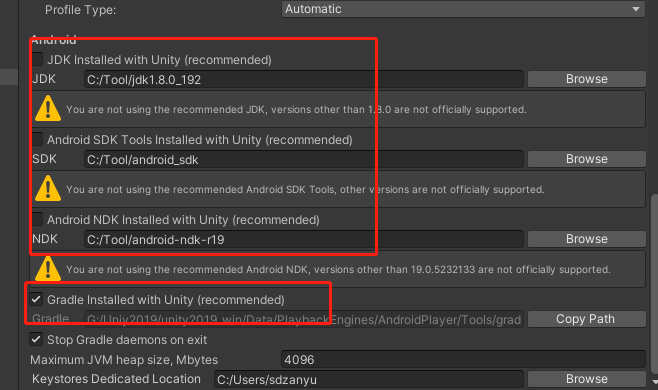 Profile Type: Automatic
Android
JDK Installed with Unity (recommended)
JDK C:/Tool/jdk1.8.0_192 Browse
You are not using the recommended JDK, versions other than 1.8.0 are not officially supported.
Android SDK Tools Installed with Unity (recommended)
SDK C:/Tool/android_sdk Browse
You are not using the recommended Android SDK Tools, other versions are not officially supported.
Android NDK Installed with Unity (recommended)
NDK C:/Tool/android-ndk-r19 Browse
You are not using the recommended Android NDK, versions other than 19.0.5232133 are not officially supported.
Gradle Installed with Unity (recommended)
Gradle G:/Uniy2019/unity2019_win/Data/PlaybackEngines/AndroidPlayer/Tools/grad Copy Path
Stop Gradle daemons on exit
Maximum JVM heap size, Mbytes 4096
Keystores Dedicated Location C:/Users/sdzanyu Browse